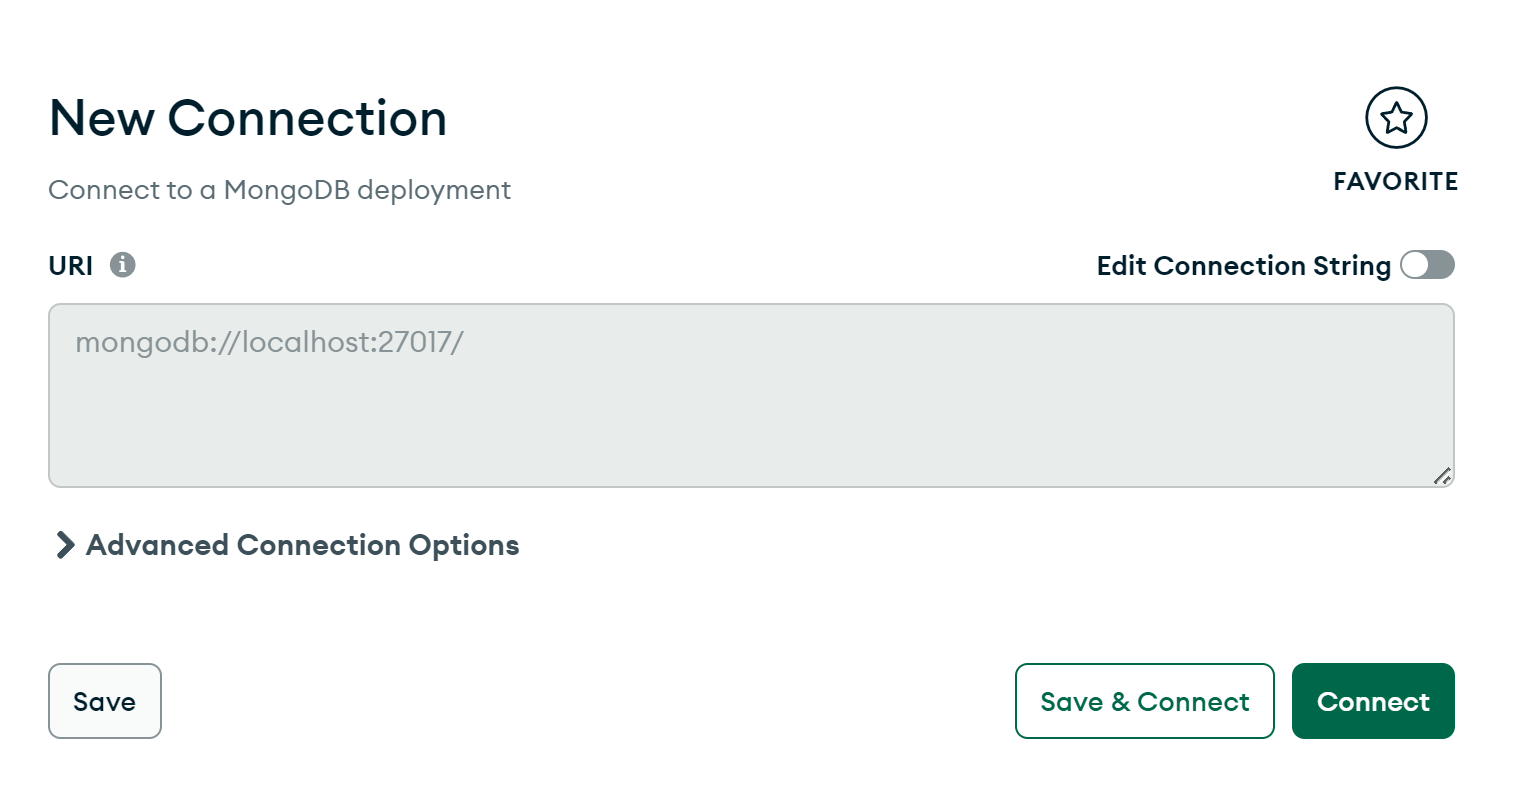 New Connection
FAVORITE
Connect to a MongoDB deployment
URI
Edit Connection String
mongodb://localhost:27017/
Advanced Connection Options
Save
Save & Connect
Connect